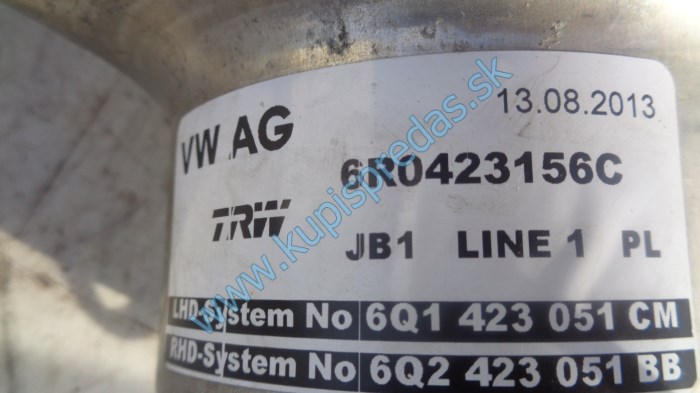 13.08.2013
VW AG
6R0423156C
TRW
JB1 LINE 1 PL
LHD-System No 6Q1 423 051 CM
RHD-System No 6Q2 423 051 BB
www.kupispredas.sk